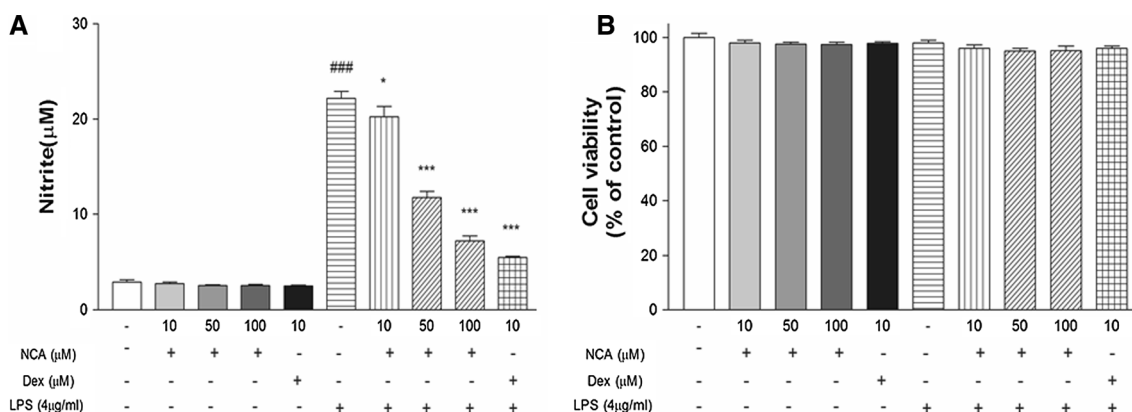 A
B
30
20
10
0
Nitrite(μM)
###
*
***
***
***
- 10 50 100 10 - 10 50 100 10
NCA (μM) - + + + - - + + + -
Dex (μM) - - - - + - - - - +
LPS (4μg/ml) - - - - - + + + + +
100
80
60
40
20
0
Cell viability
(% of control)
- 10 50 100 10 - 10 50 100 10
NCA (μM) - + + + - - + + + -
Dex (μM) - - - - + - - - - +
LPS (4μg/ml) - - - - - + + + + +